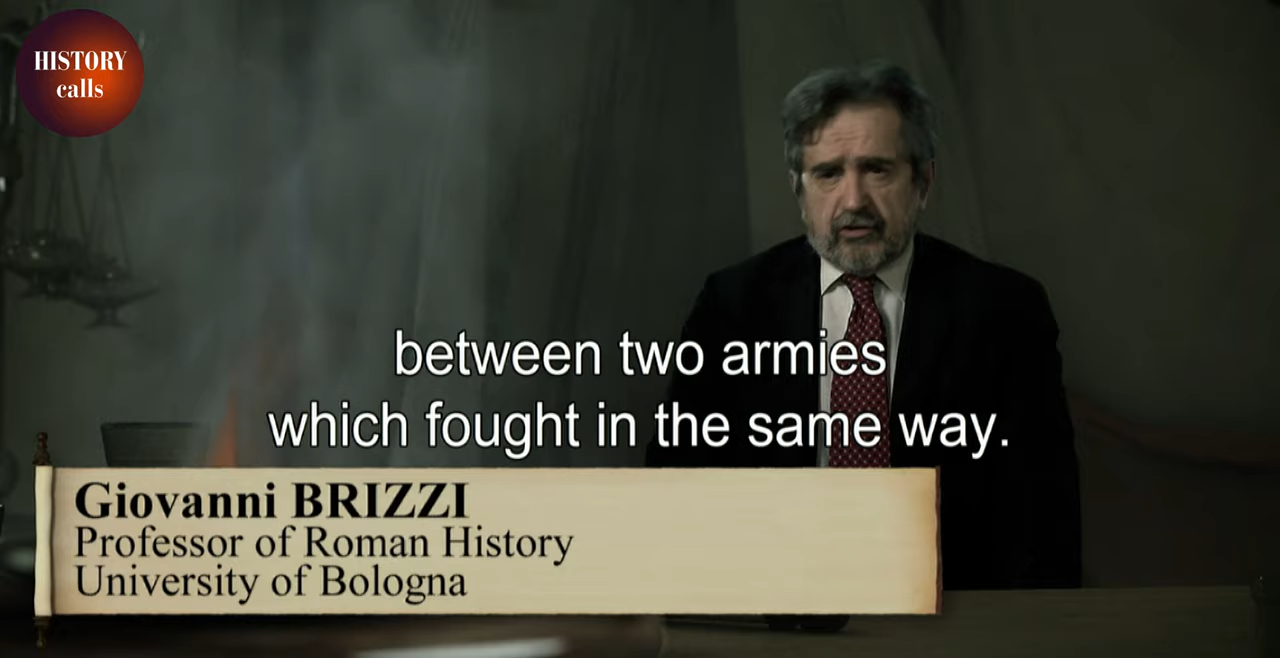 HISTORY
calls
between two armies
which fought in the same way.
Giovanni BRIZZI
Professor of Roman History
University of Bologna